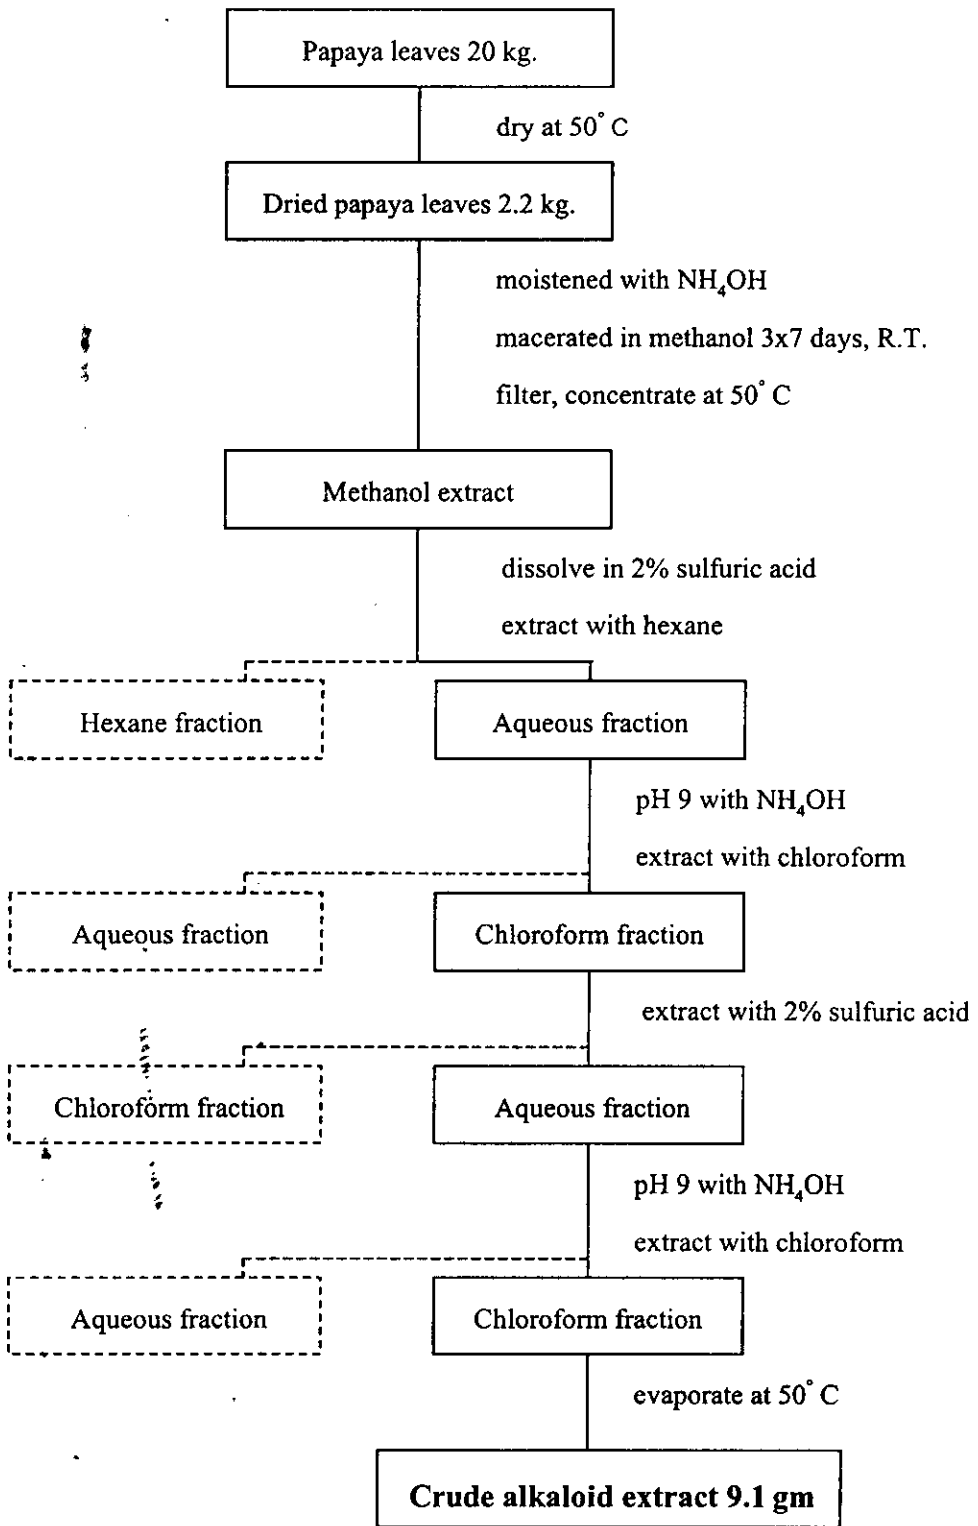 Papaya leaves 20 kg.
dry at 50° C
Dried papaya leaves 2.2 kg.
moistened with NH₄OH
macerated in methanol 3x7 days, R.T.
filter, concentrate at 50° C
Methanol extract
dissolve in 2% sulfuric acid
extract with hexane
Hexane fraction
Aqueous fraction
pH 9 with NH₄OH
extract with chloroform
Aqueous fraction
Chloroform fraction
extract with 2% sulfuric acid
Chloroform fraction
Aqueous fraction
pH 9 with NH₄OH
extract with chloroform
Aqueous fraction
Chloroform fraction
evaporate at 50° C
Crude alkaloid extract 9.1 gm